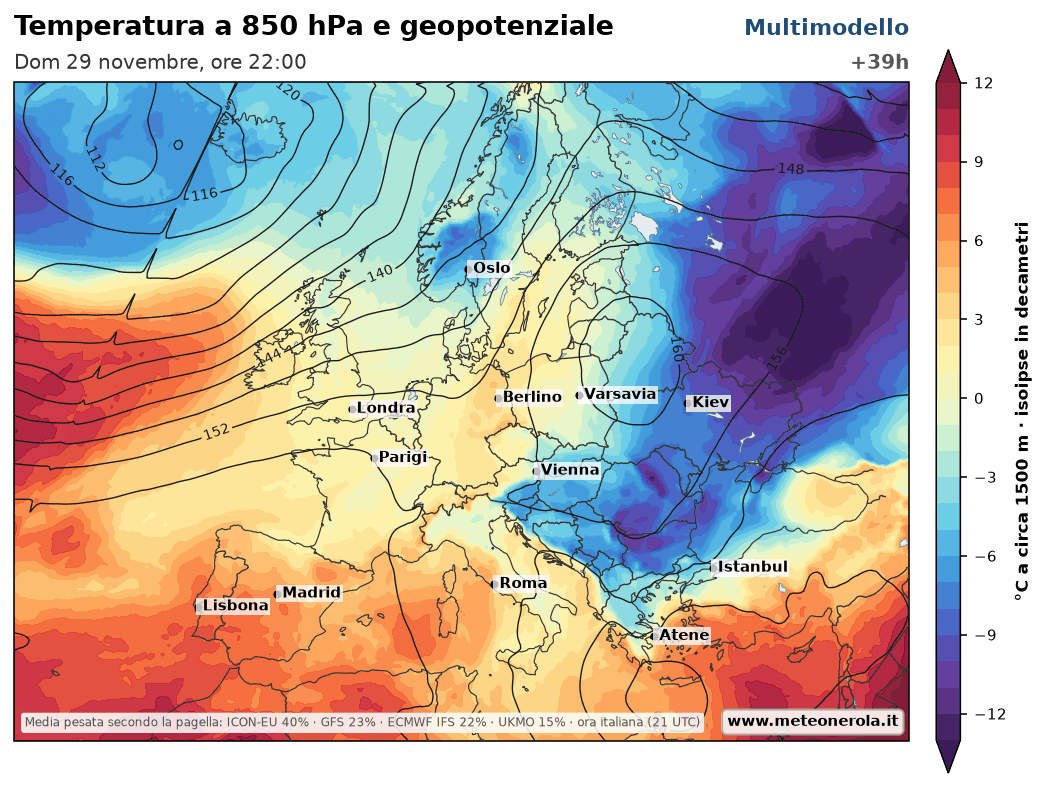 Temperatura a 850 hPa e geopotenziale
Multimodello
Dom 29 novembre, ore 22:00
+39h
120
112
116
116
148
140
Oslo
144
160
156
Berlino
Varsavia
Kiev
Londra
152
Parigi
Vienna
Istanbul
Roma
Madrid
Lisbona
Atene
Media pesata secondo la pagella: ICON-EU 40% · GFS 23% · ECMWF IFS 22% · UKMO 15% · ora italiana (21 UTC)
www.meteonerola.it
12
9
6
3
0
−3
−6
−9
−12
°C a circa 1500 m · isoipse in decametri